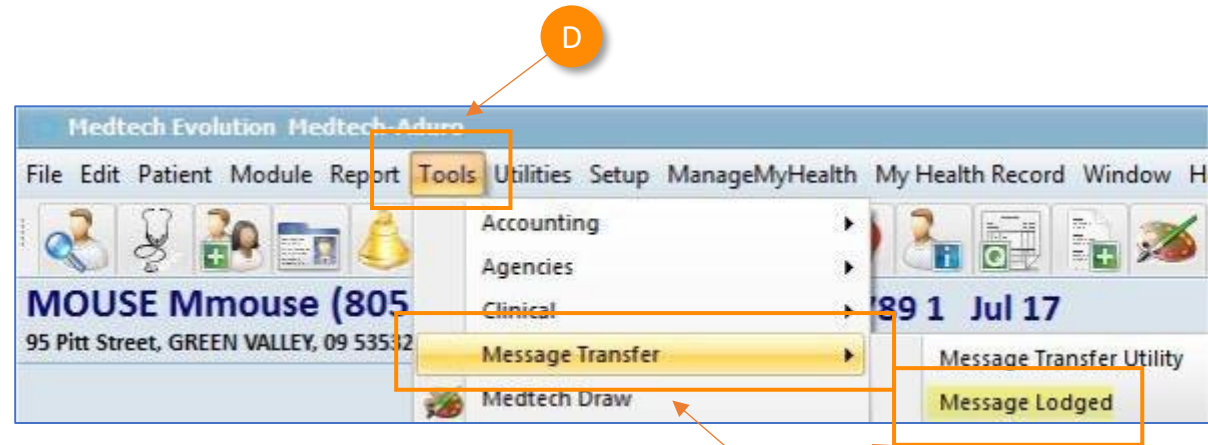 D
Medtech Evolution Medtech-Aduro
File Edit Patient Module Report Tools Utilities Setup ManageMyHealth My Health Record Window H
Accounting
Agencies
Clinical
MOUSE Mmouse (805 789 1 Jul 17
95 Pitt Street, GREEN VALLEY, 09 53532
Message Transfer
Message Transfer Utility
Medtech Draw
Message Lodged